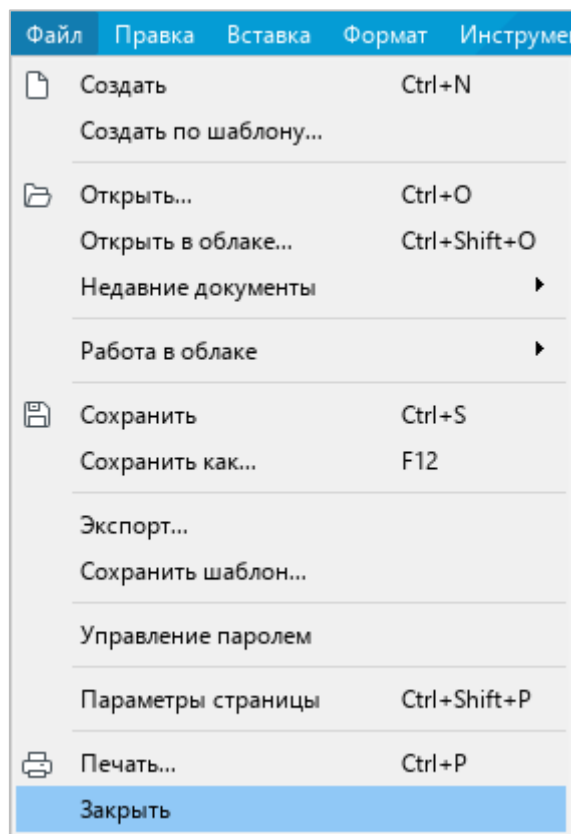 Файл Правка Вставка Формат Инструме
Создать Ctrl+N
Создать по шаблону...
Открыть... Ctrl+O
Открыть в облаке... Ctrl+Shift+O
Недавние документы
Работа в облаке
Сохранить Ctrl+S
Сохранить как... F12
Экспорт...
Сохранить шаблон...
Управление паролем
Параметры страницы Ctrl+Shift+P
Печать... Ctrl+P
Закрыть